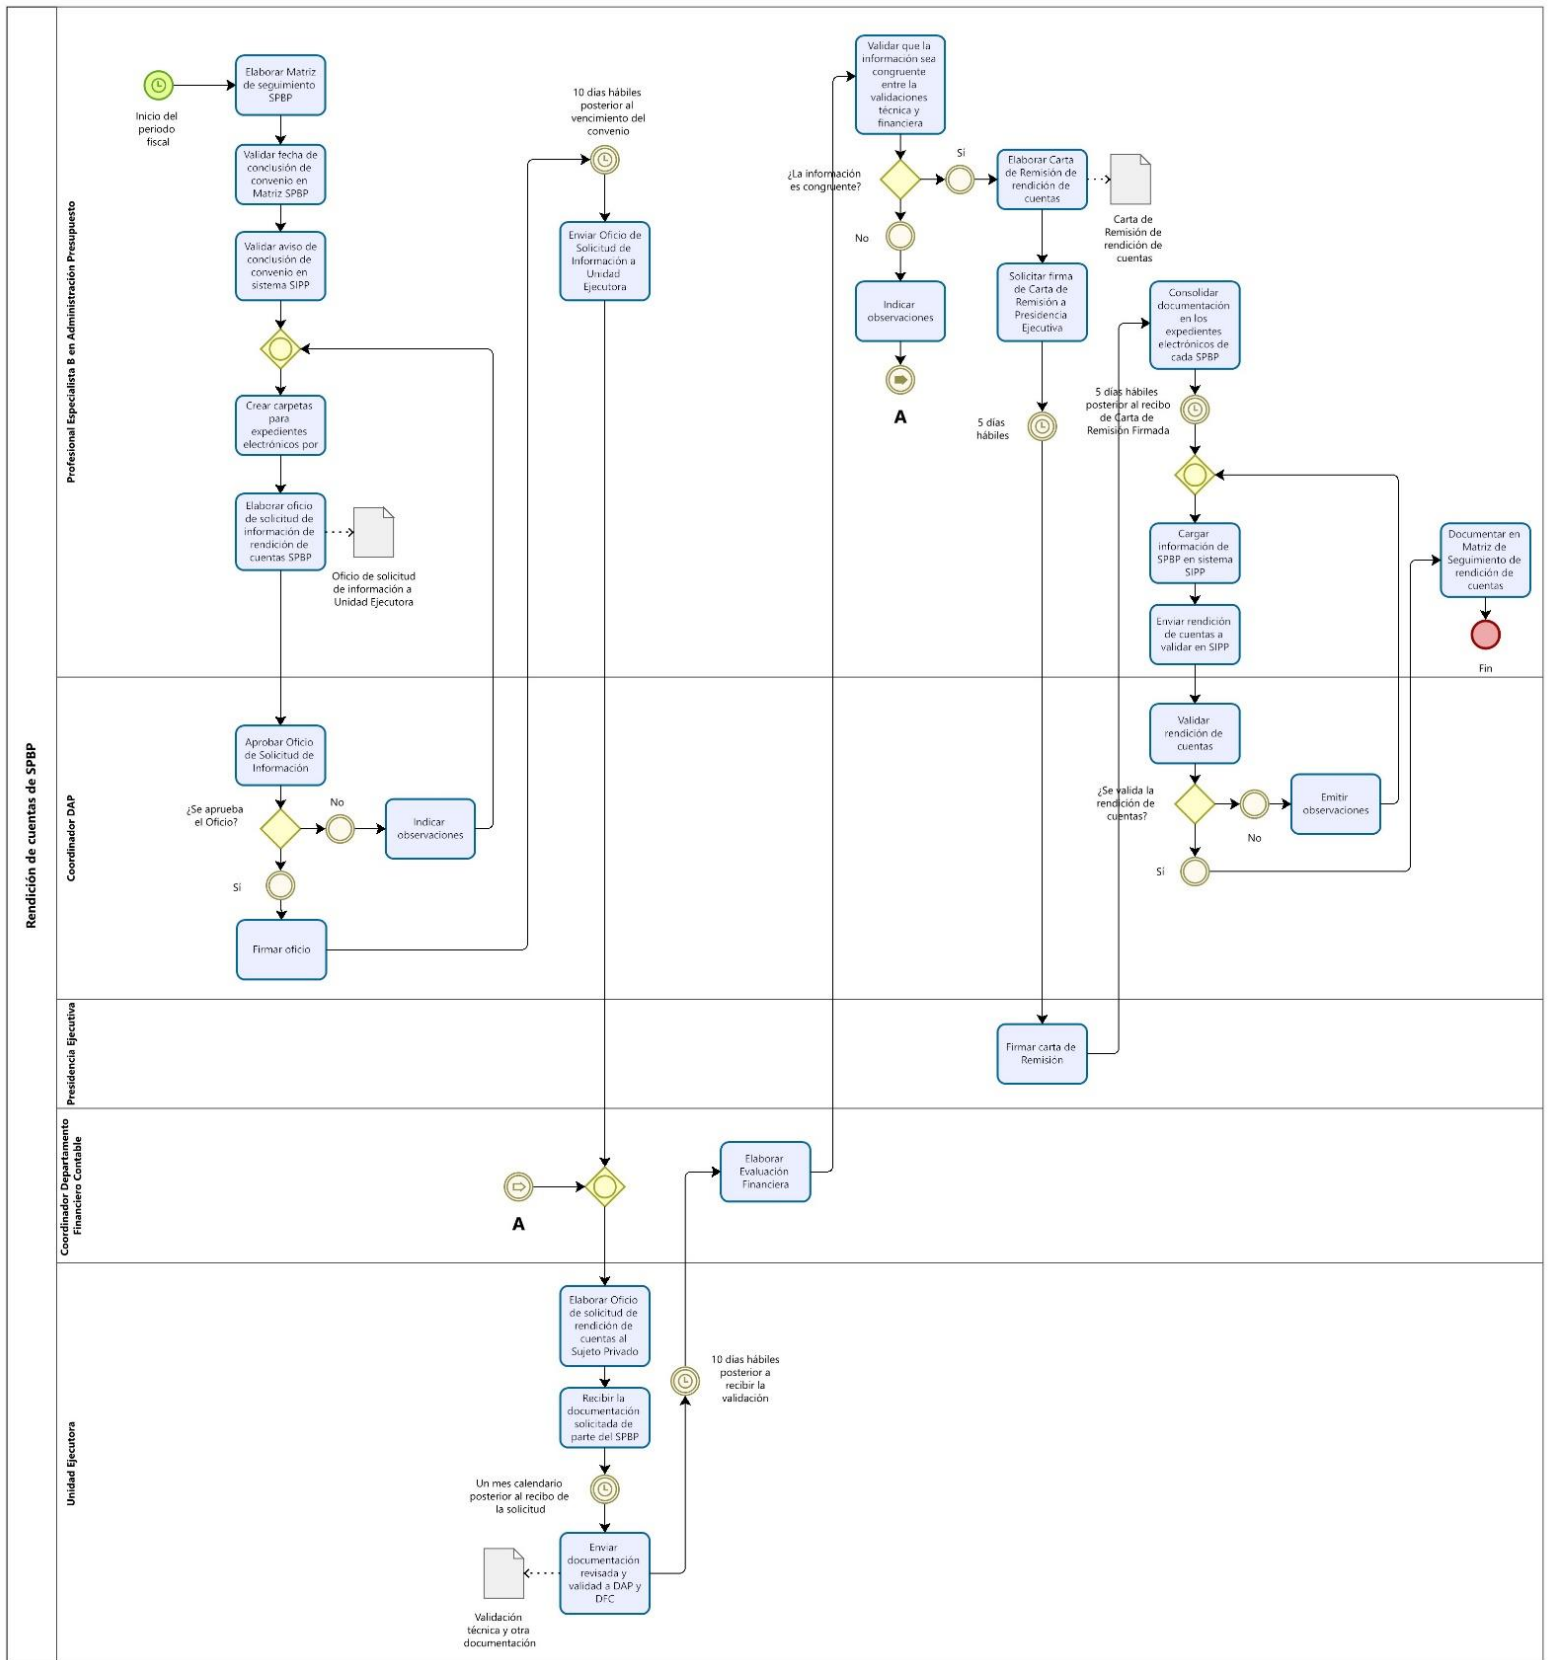 Rendición de cuentas de SPBP
Profesional Especialista B en Administración Presupuesto
Inicio del
periodo
fiscal
Elaborar Matriz
de seguimiento
SPBP
Validar fecha de
conclusión de
convenio en
Matriz SPBP
Validar aviso de
conclusión de
convenio en
sistema SIPP
Crear carpetas
para
expedientes
electrónicos por
Elaborar oficio
de solicitud de
información de
rendición de
cuentas SPBP
Oficio de solicitud
de información a
Unidad Ejecutora
10 días hábiles
posterior al
vencimiento del
convenio
Enviar Oficio de
Solicitud de
Información a
Unidad
Ejecutora
Validar que la
información sea
congruente
entre la
validaciones
técnica y
financiera
¿La información
es congruente?
Sí
No
Indicar
observaciones
A
Elaborar Carta
de Remisión de
rendición de
cuentas
Carta de
Remisión de
rendición de
cuentas
Solicitar firma
de Carta de
Remisión a
Presidencia
Ejecutiva
5 días
hábiles
Consolidar
documentación
en los
expedientes
electrónicos de
cada SPBP
5 días hábiles
posterior al recibo
de Carta de
Remisión Firmada
Cargar
información de
SPBP en sistema
SIPP
Enviar rendición
de cuentas a
validar en SIPP
Documentar en
Matriz de
Seguimiento de
rendición de
cuentas
Fin
Coordinador DAP
Aprobar Oficio
de Solicitud de
Información
¿Se aprueba
el Oficio?
No
Indicar
observaciones
Sí
Firmar oficio
Validar
rendición de
cuentas
¿Se valida la
rendición de
cuentas?
No
Emitir
observaciones
Sí
Presidencia Ejecutiva
Firmar carta de
Remisión
Coordinador Departamento
Financiero Contable
A
Elaborar
Evaluación
Financiera
Unidad Ejecutora
Elaborar Oficio
de solicitud de
rendición de
cuentas al
Sujeto Privado
Recibir la
documentación
solicitada de
parte del SPBP
Un mes calendario
posterior al recibo de
la solicitud
Enviar
documentación
revisada y
validad a DAP y
DFC
Validación
técnica y otra
documentación
10 días hábiles
posterior a
recibir la
validación